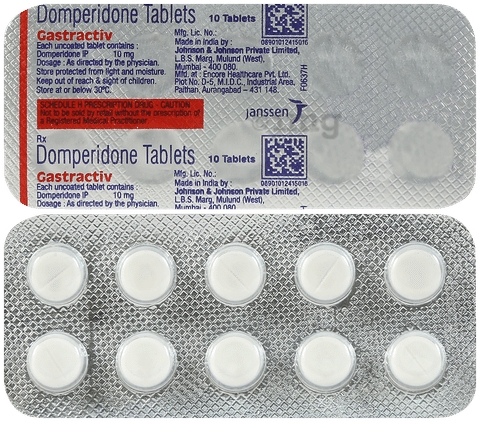 Domperidone Tablets 10 Tablets
Gastractiv
Each uncoated tablet contains :
Domperidone IP 10 mg
Dosage : As directed by the physician.
Store protected from light and moisture.
Keep out of reach & sight of children.
Store at or below 30°C.
SCHEDULE H PRESCRIPTION DRUG - CAUTION
Not to be sold by retail without the prescription of
a Registered Medical Practitioner.
Mfg. Lic. No.:
Made in India by :
Johnson & Johnson Private Limited,
L.B.S. Marg, Mulund (West),
Mumbai - 400 080.
Mfd. at : Encore Healthcare Pvt. Ltd.
Plot No. D-5, M.I.D.C., Industrial Area,
Paithan, Aurangabad – 431 148.
janssen
Rx
Domperidone Tablets 10 Tablets
Gastractiv
Each uncoated tablet contains :
Domperidone IP 10 mg
Dosage : As directed by the physician.
Mfg. Lic. No. :
Made in India by :
Johnson & Johnson Private Limited,
L.B.S. Marg, Mulund (West),
Mumbai - 400 080.